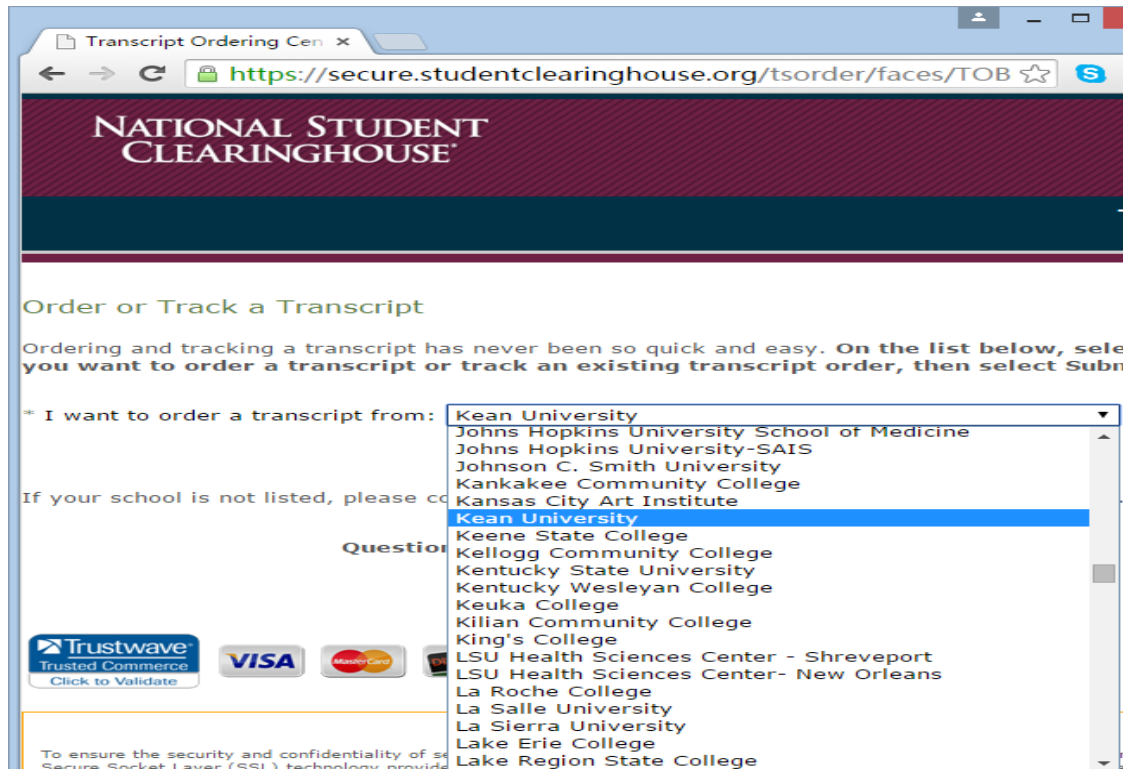 Transcript Ordering Cen
https://secure.studentclearinghouse.org/tsorder/faces/TOB
NATIONAL STUDENT
CLEARINGHOUSE®
Order or Track a Transcript
Ordering and tracking a transcript has never been so quick and easy. On the list below, sele
you want to order a transcript or track an existing transcript order, then select Subm
* I want to order a transcript from: Kean University
Johns Hopkins University School of Medicine
Johns Hopkins University-SAIS
Johnson C. Smith University
Kankakee Community College
If your school is not listed, please co
Kansas City Art Institute
Kean University
Keene State College
Question
Kellogg Community College
Kentucky State University
Kentucky Wesleyan College
Keuka College
Kilian Community College
King's College
LSU Health Sciences Center - Shreveport
LSU Health Sciences Center- New Orleans
La Roche College
La Salle University
La Sierra University
Lake Erie College
Lake Region State College
Trustwave®
Trusted Commerce
Click to Validate
VISA
MasterCard
To ensure the security and confidentiality of se
Secure Socket Layer (SSL) technology provide